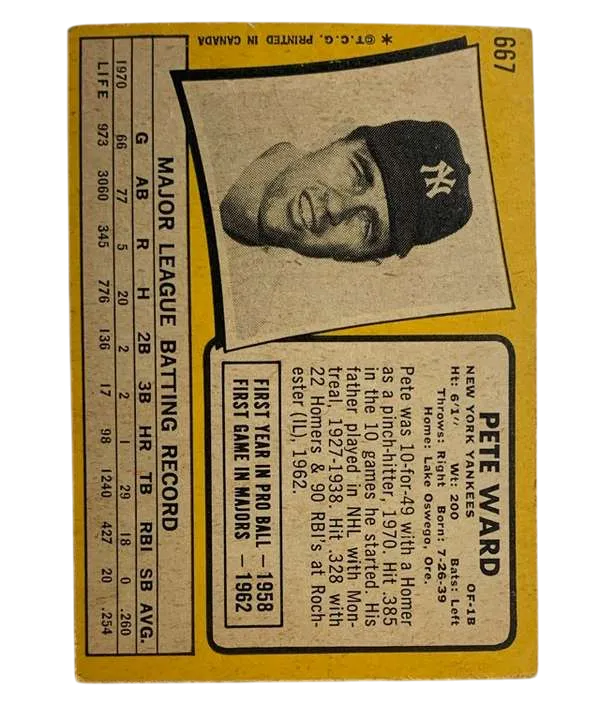 667
PETE WARD
NEW YORK YANKEES OF-1B
Ht: 6'1" Wt: 200 Bats: Left
Throws: Right Born: 7-26-39
Home: Lake Oswego, Ore.
Pete was 10-for-49 with a Homer
as a pinch-hitter, 1970. Hit .385
in the 10 games he started. His
father played in NHL with Mon-
treal, 1927-1938. Hit .328 with
22 Homers & 90 RBI's at Roch-
ester (IL), 1962.
FIRST YEAR IN PRO BALL — 1958
FIRST GAME IN MAJORS — 1962
NY
✶ © T.C.G. PRINTED IN CANADA
MAJOR LEAGUE BATTING RECORD
G AB R H 2B 3B HR TB RBI SB AVG.
1970 66 77 5 20 2 2 1 29 18 0 .260
LIFE 973 3060 345 776 136 17 98 1240 427 20 .254